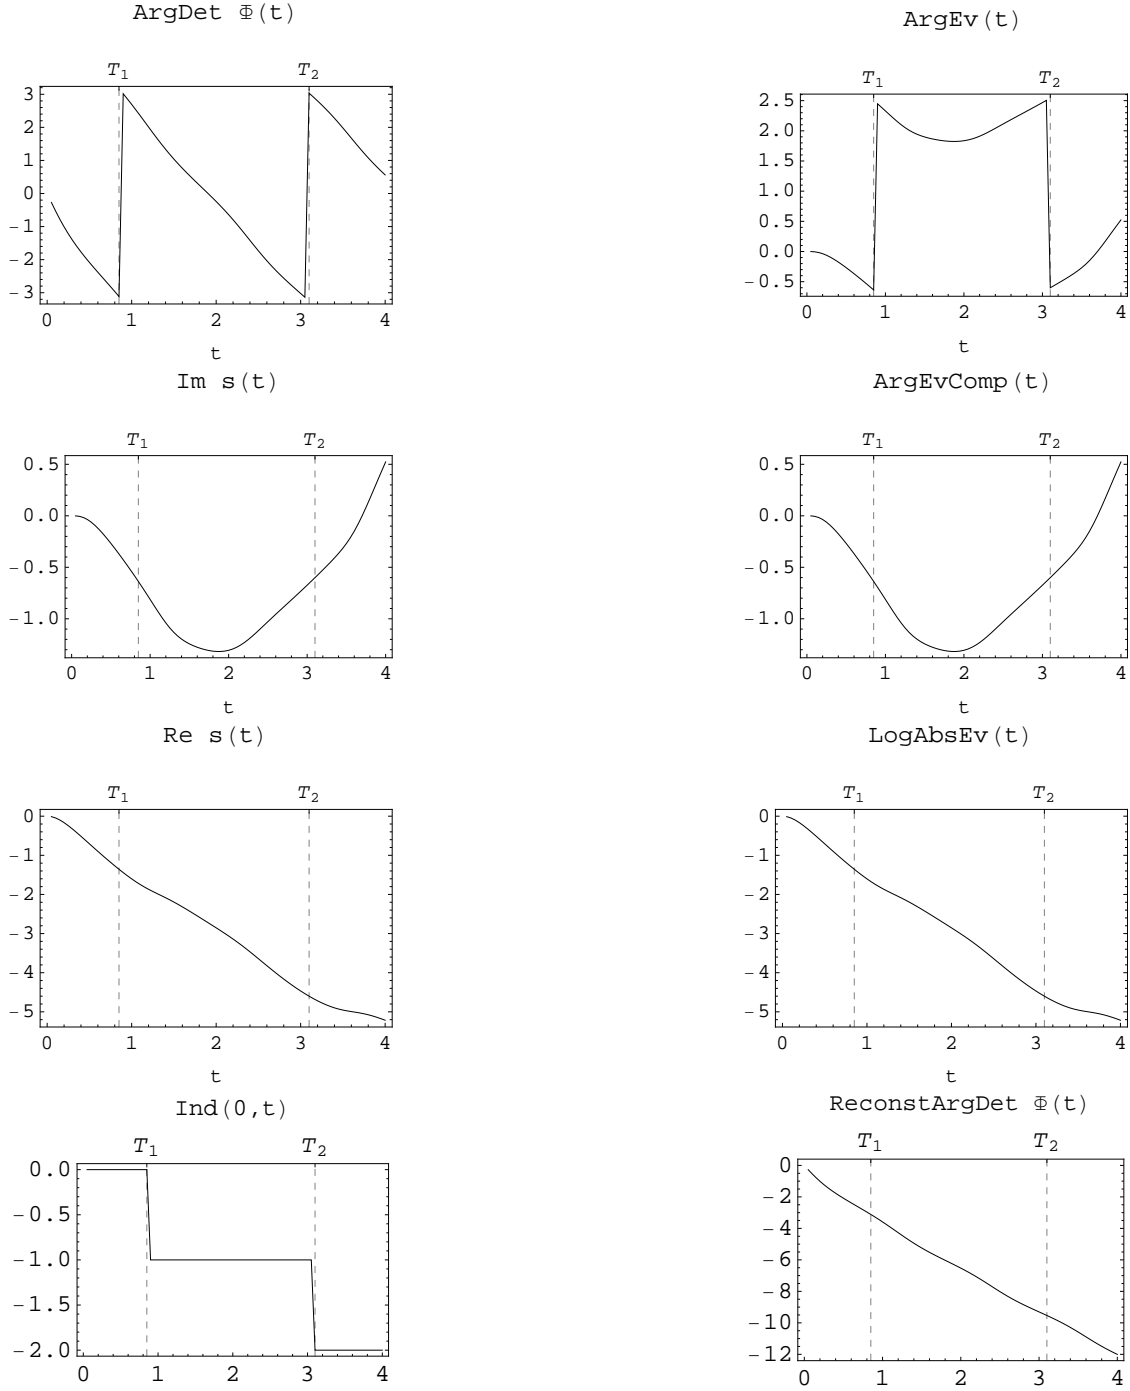 ArgDet Φ(t)
T1 T2
3
2
1
0
−1
−2
−3
0 1 2 3 4
t
ArgEv(t)
T1 T2
2.5
2.0
1.5
1.0
0.5
0.0
−0.5
0 1 2 3 4
t
Im s(t)
T1 T2
0.5
0.0
−0.5
−1.0
0 1 2 3 4
t
ArgEvComp(t)
T1 T2
0.5
0.0
−0.5
−1.0
0 1 2 3 4
t
Re s(t)
T1 T2
0
−1
−2
−3
−4
−5
0 1 2 3 4
t
LogAbsEv(t)
T1 T2
0
−1
−2
−3
−4
−5
0 1 2 3 4
t
Ind(0,t)
T1 T2
0.0
−0.5
−1.0
−1.5
−2.0
0 1 2 3 4
ReconstArgDet Φ(t)
T1 T2
0
−2
−4
−6
−8
−10
−12
0 1 2 3 4